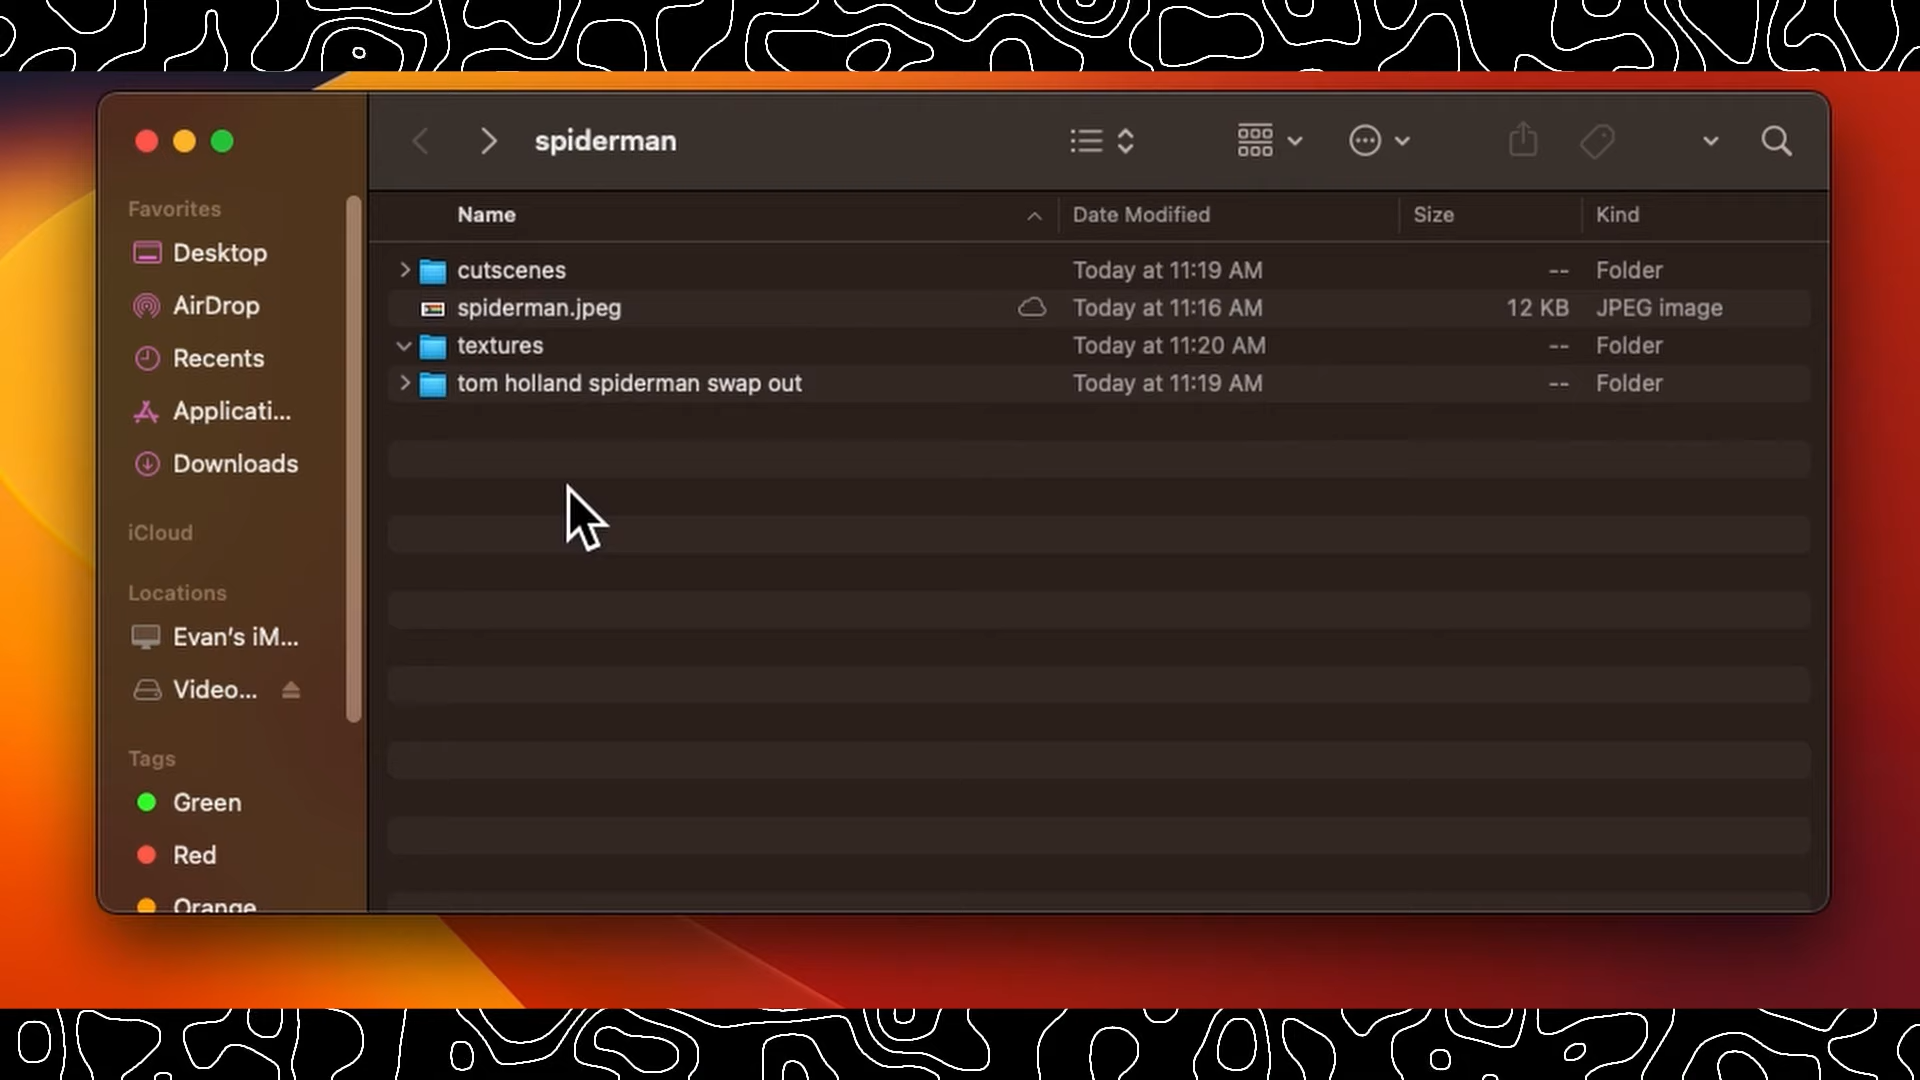 spiderman
Favorites
Desktop
AirDrop
Recents
Applicati...
Downloads
iCloud
Locations
Evan's iM...
Video...
Tags
Green
Red
Orange
Name Date Modified Size Kind
cutscenes Today at 11:19 AM -- Folder
spiderman.jpeg Today at 11:16 AM 12 KB JPEG image
textures Today at 11:20 AM -- Folder
tom holland spiderman swap out Today at 11:19 AM -- Folder